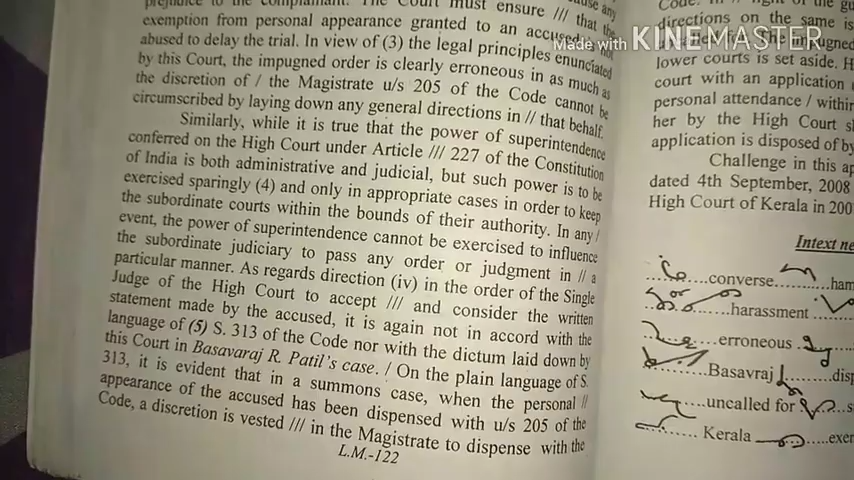 prejudice to the complainant. The Court must ensure /// that the
exemption from personal appearance granted to an accused is not
abused to delay the trial. In view of (3) the legal principles enunciated
by this Court, the impugned order is clearly erroneous in as much as
the discretion of / the Magistrate u/s 205 of the Code cannot be
circumscribed by laying down any general directions in // that behalf.
Similarly, while it is true that the power of superintendence
conferred on the High Court under Article /// 227 of the Constitution
of India is both administrative and judicial, but such power is to be
exercised sparingly (4) and only in appropriate cases in order to keep
the subordinate courts within the bounds of their authority. In any /
event, the power of superintendence cannot be exercised to influence
the subordinate judiciary to pass any order or judgment in // a
particular manner. As regards direction (iv) in the order of the Single
Judge of the High Court to accept /// and consider the written
statement made by the accused, it is again not in accord with the
language of (5) S. 313 of the Code nor with the dictum laid down by
this Court in Basavaraj R. Patil's case. / On the plain language of S.
313, it is evident that in a summons case, when the personal //
appearance of the accused has been dispensed with u/s 205 of the
Code, a discretion is vested /// in the Magistrate to dispense with the
L.M.-122
directions on the same is
the impugned
lower courts is set aside. H
court with an application
personal attendance / within
her by the High Court
application is disposed of by
Challenge in this ap
dated 4th September, 2008
High Court of Kerala in 200
Intext ne
converse ham
harassment
erroneous
Basavraj disp
uncalled for s
Kerala exer
Made with KINEMASTER